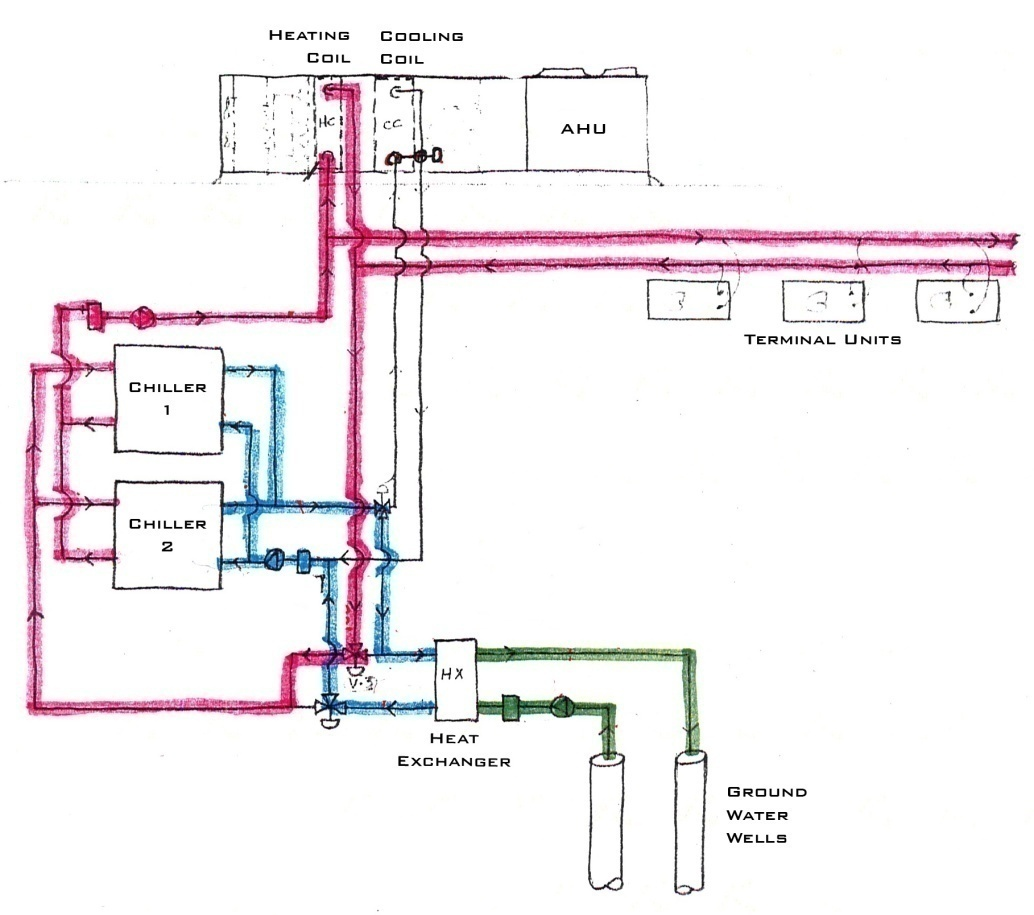 Heating Cooling
Coil Coil
HC
CC
AHU
Terminal Units
Chiller
1
Chiller
2
V-3
HX
Heat
Exchanger
Ground
Water
Wells